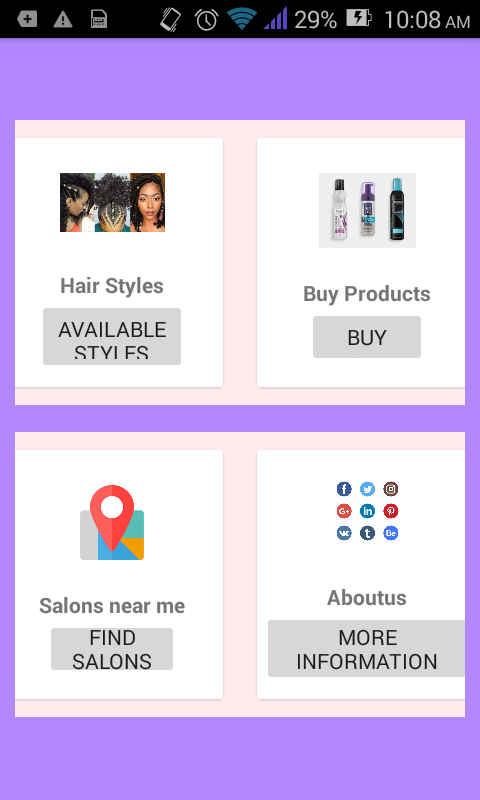 29% 10:08 AM
Hair Styles
AVAILABLE
STYLES
Buy Products
BUY
Salons near me
FIND
SALONS
Aboutus
MORE
INFORMATION